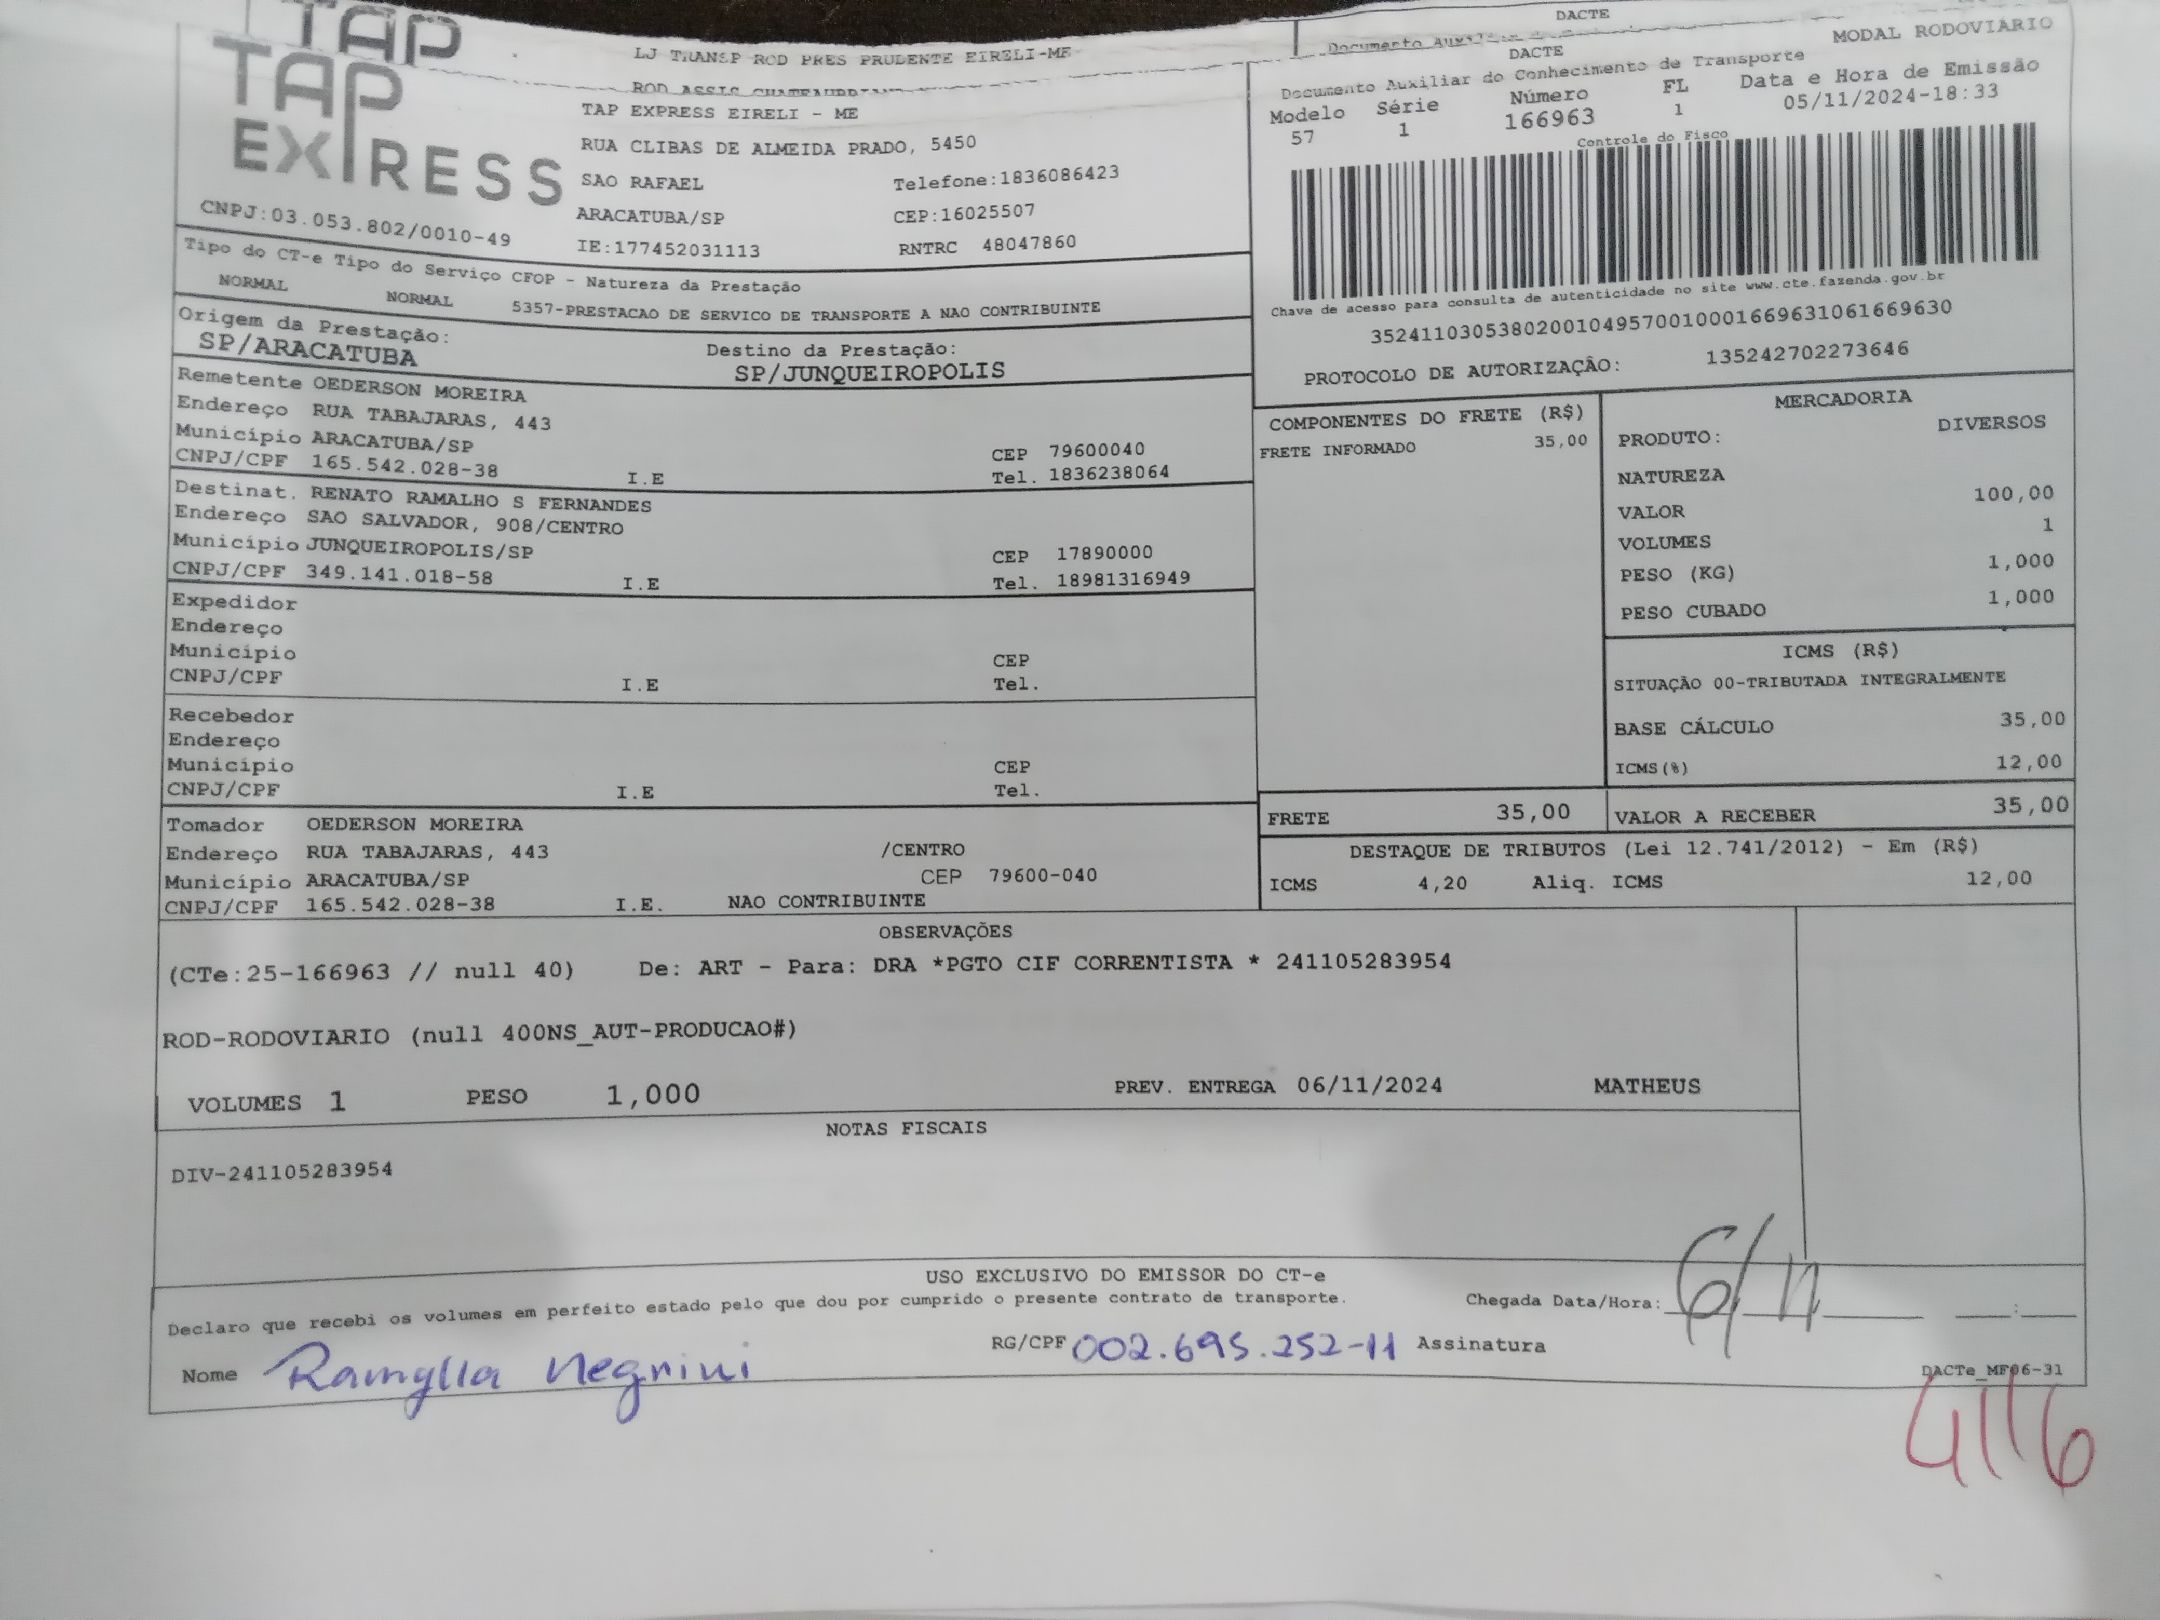 TAP
LJ TRANSP ROD PRES PRUDENTE EIRELI-ME
DACTE
MODAL RODOVIARIO
TAP EXPRESS
CNPJ:03.053.802/0010-49
TAP EXPRESS EIRELI - ME
RUA CLIBAS DE ALMEIDA PRADO, 5450
SAO RAFAEL Telefone:1836086423
ARACATUBA/SP CEP:16025507
IE:177452031113 RNTRC 48047860
DACTE
Documento Auxiliar do Conhecimento de Transporte
Modelo Série Número FL Data e Hora de Emissão
57 1 166963 1 05/11/2024-18:33
Controle do Fisco
Chave de acesso para consulta de autenticidade no site www.cte.fazenda.gov.br
35241103053802001049570010001669631061669630
PROTOCOLO DE AUTORIZAÇÂO: 135242702273646
Tipo do CT-e Tipo do Serviço CFOP - Natureza da Prestação
NORMAL NORMAL 5357-PRESTACAO DE SERVICO DE TRANSPORTE A NAO CONTRIBUINTE
Origem da Prestação: Destino da Prestação:
SP/ARACATUBA SP/JUNQUEIROPOLIS
Remetente OEDERSON MOREIRA
Endereço RUA TABAJARAS, 443
Município ARACATUBA/SP CEP 79600040
CNPJ/CPF 165.542.028-38 I.E Tel. 1836238064
Destinat. RENATO RAMALHO S FERNANDES
Endereço SAO SALVADOR, 908/CENTRO
Município JUNQUEIROPOLIS/SP CEP 17890000
CNPJ/CPF 349.141.018-58 I.E Tel. 18981316949
Expedidor
Endereço
Município CEP
CNPJ/CPF I.E Tel.
Recebedor
Endereço
Município CEP
CNPJ/CPF I.E Tel.
Tomador OEDERSON MOREIRA
Endereço RUA TABAJARAS, 443 /CENTRO
Município ARACATUBA/SP CEP 79600-040
CNPJ/CPF 165.542.028-38 I.E. NAO CONTRIBUINTE
COMPONENTES DO FRETE (R$)
FRETE INFORMADO 35,00
MERCADORIA
PRODUTO: DIVERSOS
NATUREZA
VALOR 100,00
VOLUMES 1
PESO (KG) 1,000
PESO CUBADO 1,000
ICMS (R$)
SITUAÇÃO 00-TRIBUTADA INTEGRALMENTE
BASE CÁLCULO 35,00
ICMS(%) 12,00
FRETE 35,00 VALOR A RECEBER 35,00
DESTAQUE DE TRIBUTOS (Lei 12.741/2012) - Em (R$)
ICMS 4,20 Aliq. ICMS 12,00
OBSERVAÇÕES
(CTe:25-166963 // null 40) De: ART - Para: DRA *PGTO CIF CORRENTISTA * 241105283954
ROD-RODOVIARIO (null 400NS_AUT-PRODUCAO#)
VOLUMES 1 PESO 1,000 PREV. ENTREGA 06/11/2024 MATHEUS
NOTAS FISCAIS
DIV-241105283954
USO EXCLUSIVO DO EMISSOR DO CT-e
Declaro que recebi os volumes em perfeito estado pelo que dou por cumprido o presente contrato de transporte. Chegada Data/Hora: 6/11 :
Nome Ramylla Negrini RG/CPF 002.695.252-11 Assinatura
DACTe_MF06-31